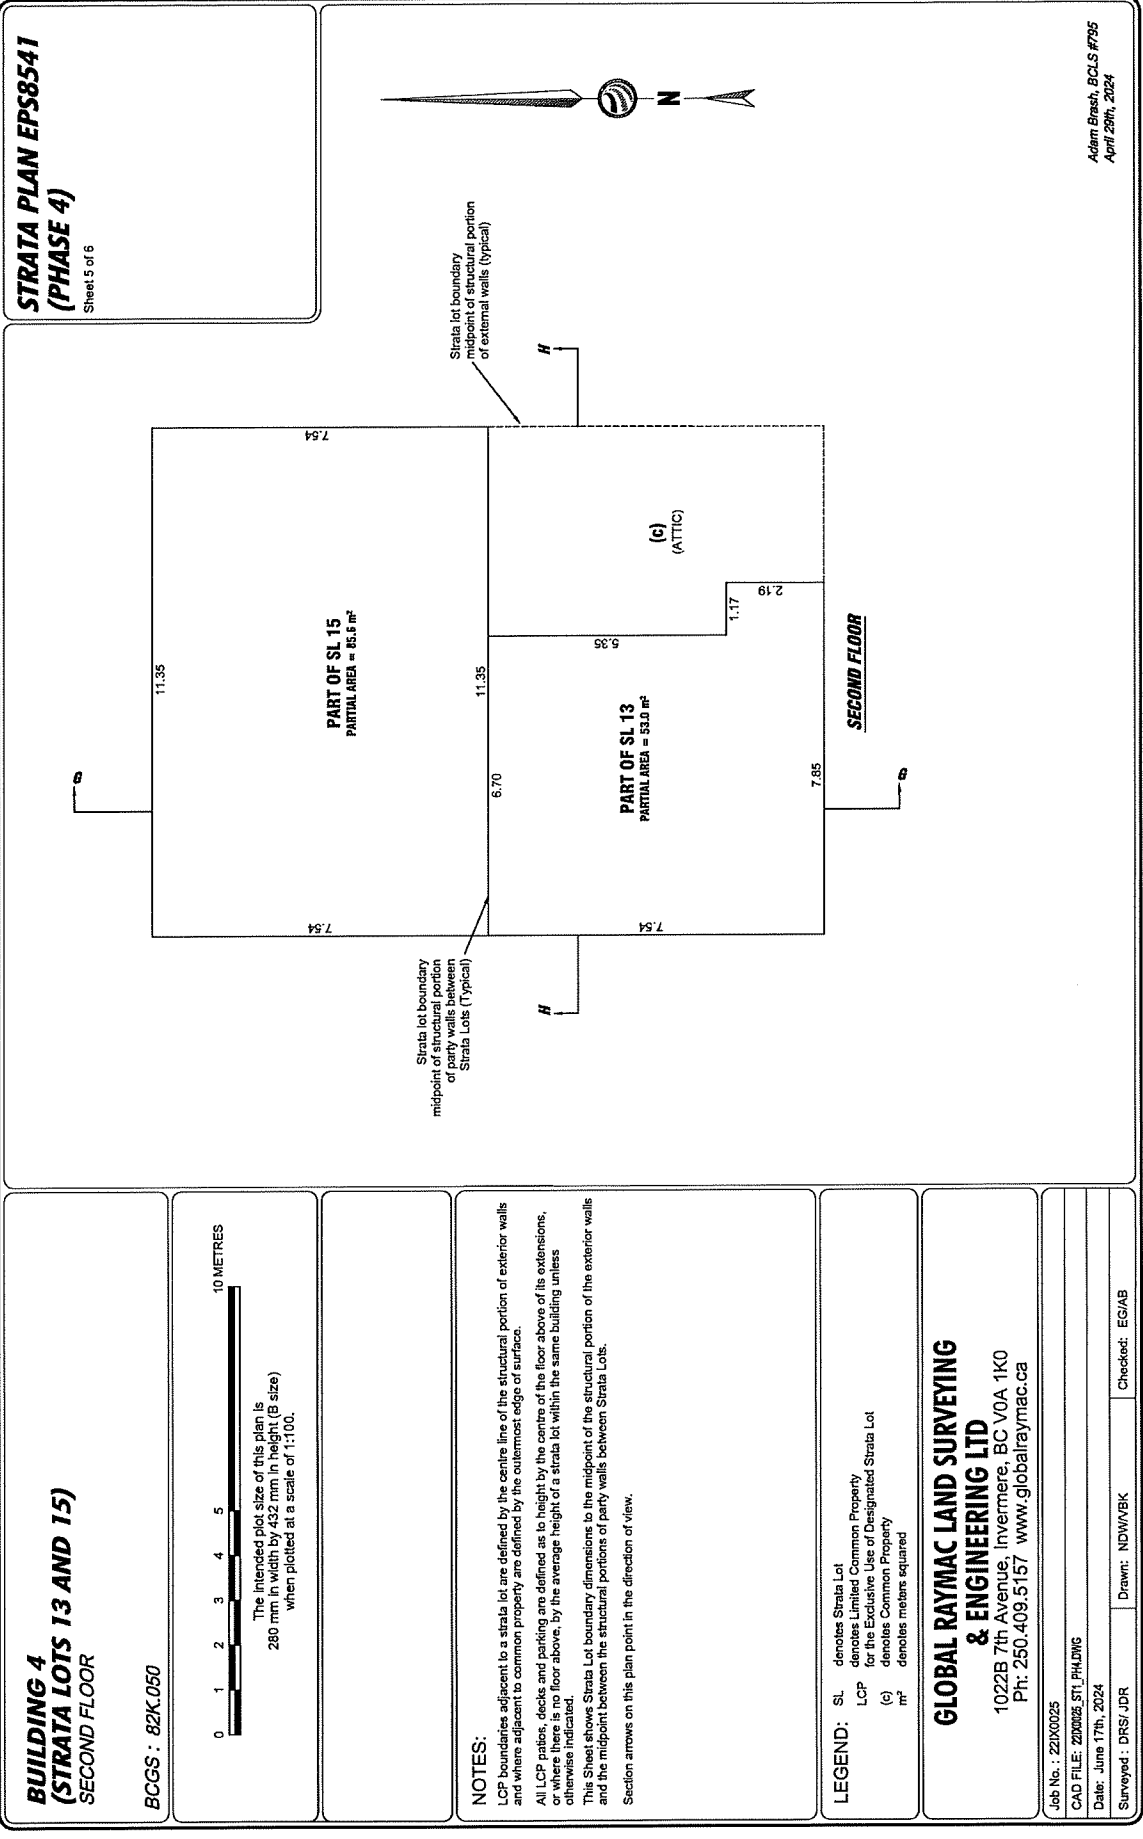 BUILDING 4
(STRATA LOTS 13 AND 15)
SECOND FLOOR
BCGS : 82K.050
0 1 2 3 4 5 10 METRES
The intended plot size of this plan is
280 mm in width by 432 mm in height (B size)
when plotted at a scale of 1:100.
NOTES:
LCP boundaries adjacent to a strata lot are defined by the centre line of the structural portion of exterior walls
and where adjacent to common property are defined by the outermost edge of surface.
All LCP patios, decks and parking are defined as to height by the centre of the floor above of its extensions,
or where there is no floor above, by the average height of a strata lot within the same building unless
otherwise indicated.
This Sheet shows Strata Lot boundary dimensions to the midpoint of the structural portion of the exterior walls
and the midpoint between the structural portions of party walls between Strata Lots.
Section arrows on this plan point in the direction of view.
LEGEND: SL denotes Strata Lot
LCP denotes Limited Common Property
for the Exclusive Use of Designated Strata Lot
(c) denotes Common Property
m² denotes meters squared
GLOBAL RAYMAC LAND SURVEYING
& ENGINEERING LTD
1022B 7th Avenue, Invermere, BC V0A 1K0
Ph: 250.409.5157 www.globalraymac.ca
Job No. : 22IX0025
CAD FILE: 22IX0025_ST1_PH4.DWG
Date: June 17th, 2024
Surveyed : DRS/ JDR Drawn: NDW/VBK Checked: EG/AB
STRATA PLAN EPS8541
(PHASE 4)
Sheet 5 of 6
N
G
11.35
7.54
7.54
PART OF SL 15
PARTIAL AREA = 85.6 m²
Strata lot boundary
midpoint of structural portion
of party walls between
Strata Lots (Typical)
Strata lot boundary
midpoint of structural portion
of external walls (typical)
11.35
6.70
H
H
7.54
PART OF SL 13
PARTIAL AREA = 53.0 m²
5.35
(c)
(ATTIC)
1.17
2.19
7.85
G
SECOND FLOOR
Adam Brash, BCLS #795
April 29th, 2024